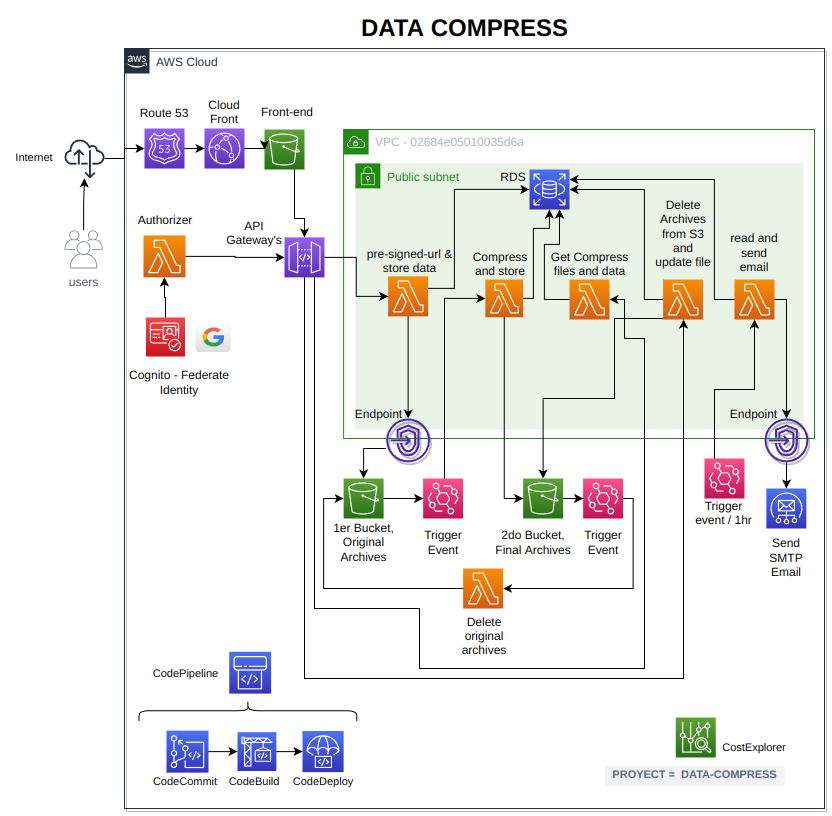 DATA COMPRESS
aws
AWS Cloud
Route 53
Cloud
Front
Front-end
53
Internet
users
VPC - 02684e05010035d6a
Public subnet
RDS
Authorizer
API
Gateway's
pre-signed-url &
store data
Compress
and store
Get Compress
files and data
Delete
Archives
from S3
and
update file
read and
send
email
Cognito - Federate
Identity
Endpoint
Endpoint
1er Bucket,
Original
Archives
Trigger
Event
2do Bucket,
Final Archives
Trigger
Event
Trigger
event / 1hr
Send
SMTP
Email
Delete
original
archives
CodePipeline
CodeCommit
CodeBuild
CodeDeploy
CostExplorer
PROYECT = DATA-COMPRESS